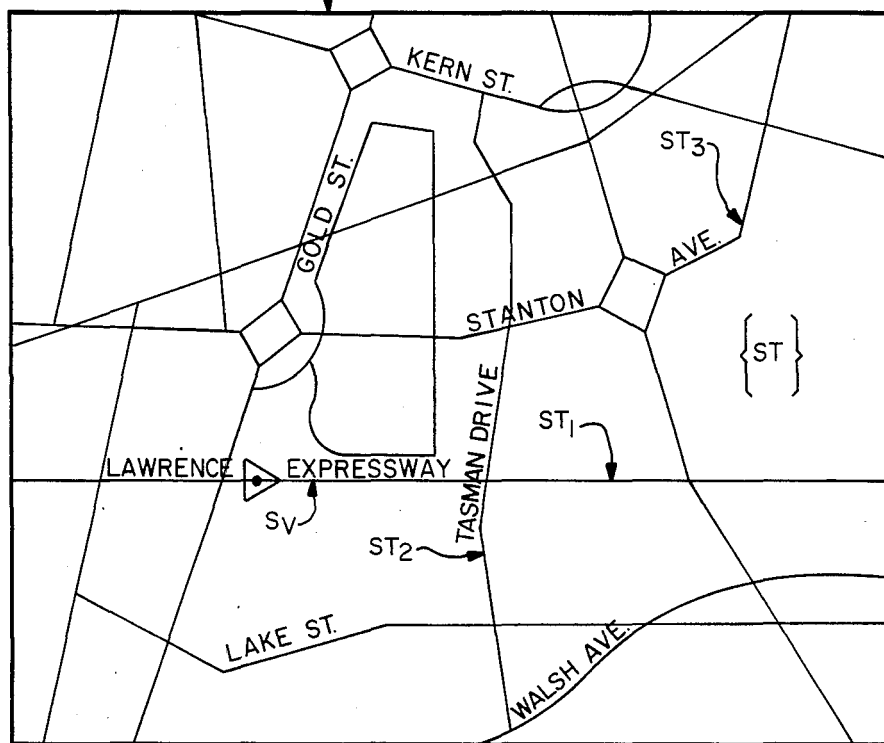 KERN ST.
ST3
GOLD ST.
AVE.
STANTON
{ST}
TASMAN DRIVE
ST1
LAWRENCE EXPRESSWAY
SV
ST2
LAKE ST.
WALSH AVE.